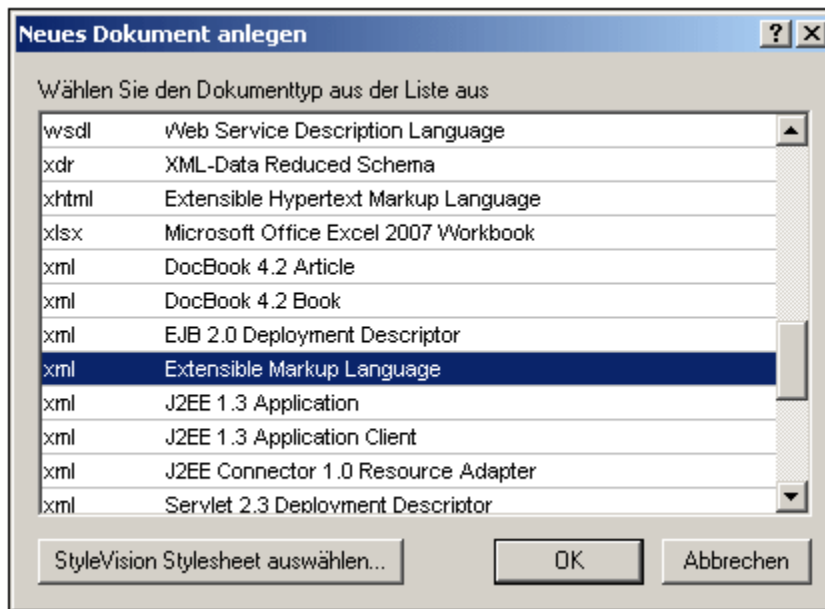 Neues Dokument anlegen
Wählen Sie den Dokumenttyp aus der Liste aus
wsdl Web Service Description Language
xdr XML-Data Reduced Schema
xhtml Extensible Hypertext Markup Language
xlsx Microsoft Office Excel 2007 Workbook
xml DocBook 4.2 Article
xml DocBook 4.2 Book
xml EJB 2.0 Deployment Descriptor
xml Extensible Markup Language
xml J2EE 1.3 Application
xml J2EE 1.3 Application Client
xml J2EE Connector 1.0 Resource Adapter
xml Servlet 2.3 Deployment Descriptor
StyleVision Stylesheet auswählen... OK Abbrechen